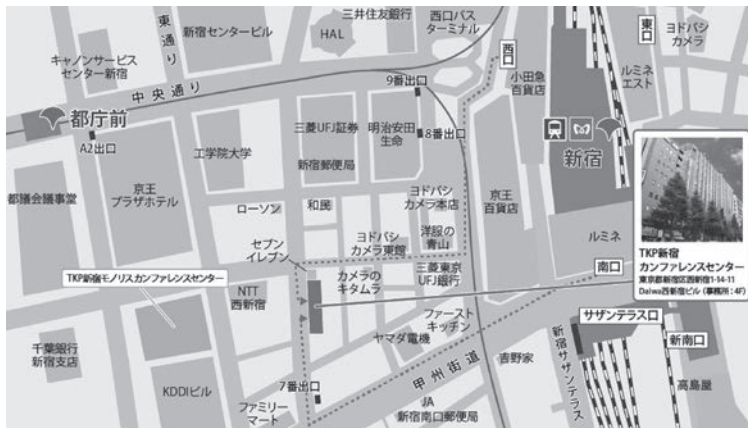 三井住友銀行
西口バス
ターミナル
東口
ヨドバシ
カメラ
東通り
新宿センタービル
HAL
西口
キャノンサービス
センター新宿
小田急
百貨店
ルミネ
エスト
中央通り
9番出口
都庁前
三菱UFJ証券
明治安田
生命
8番出口
新宿
A2出口
工学院大学
新宿郵便局
京王
プラザホテル
都議会議事堂
ヨドバシ
カメラ本店
京王
百貨店
ローソン
和民
洋服の
青山
ヨドバシ
カメラ東館
ルミネ
セブン
イレブン
TKP新宿
カンファレンスセンター
東京都新宿区西新宿1-14-11
Daiwa西新宿ビル (事務所:4F)
三菱東京
UFJ銀行
南口
カメラの
キタムラ
TKP新宿モノリスカンファレンスセンター
NTT
西新宿
ファースト
キッチン
サザンテラス口
ヤマダ電機
新南口
千葉銀行
新宿支店
甲州街道
吉野家
新宿サザンテラス
7番出口
KDDIビル
高島屋
ファミリー
マート
JA
新宿南口郵便局